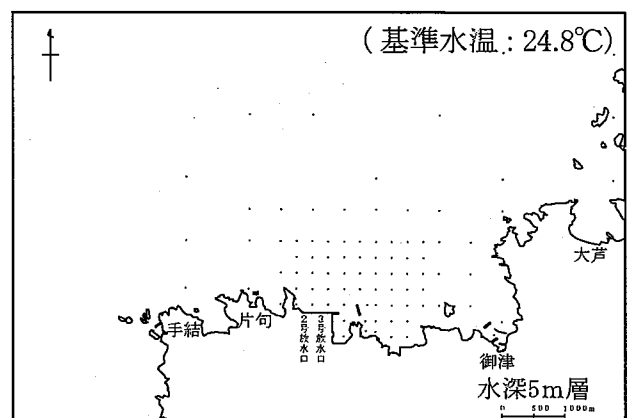 (基準水温:24.8℃)
大芦
手結
片句
2号放水口
3号放水口
御津
水深5m層
0 500 1000m